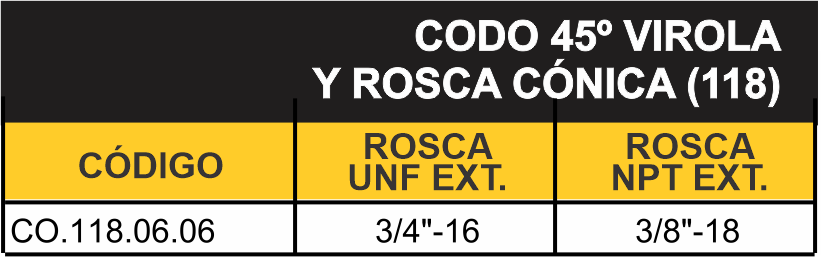 CODO 45º VIROLA
Y ROSCA CÓNICA (118)
CÓDIGO
ROSCA
UNF EXT.
ROSCA
NPT EXT.
CO.118.06.06
3/4"-16
3/8"-18